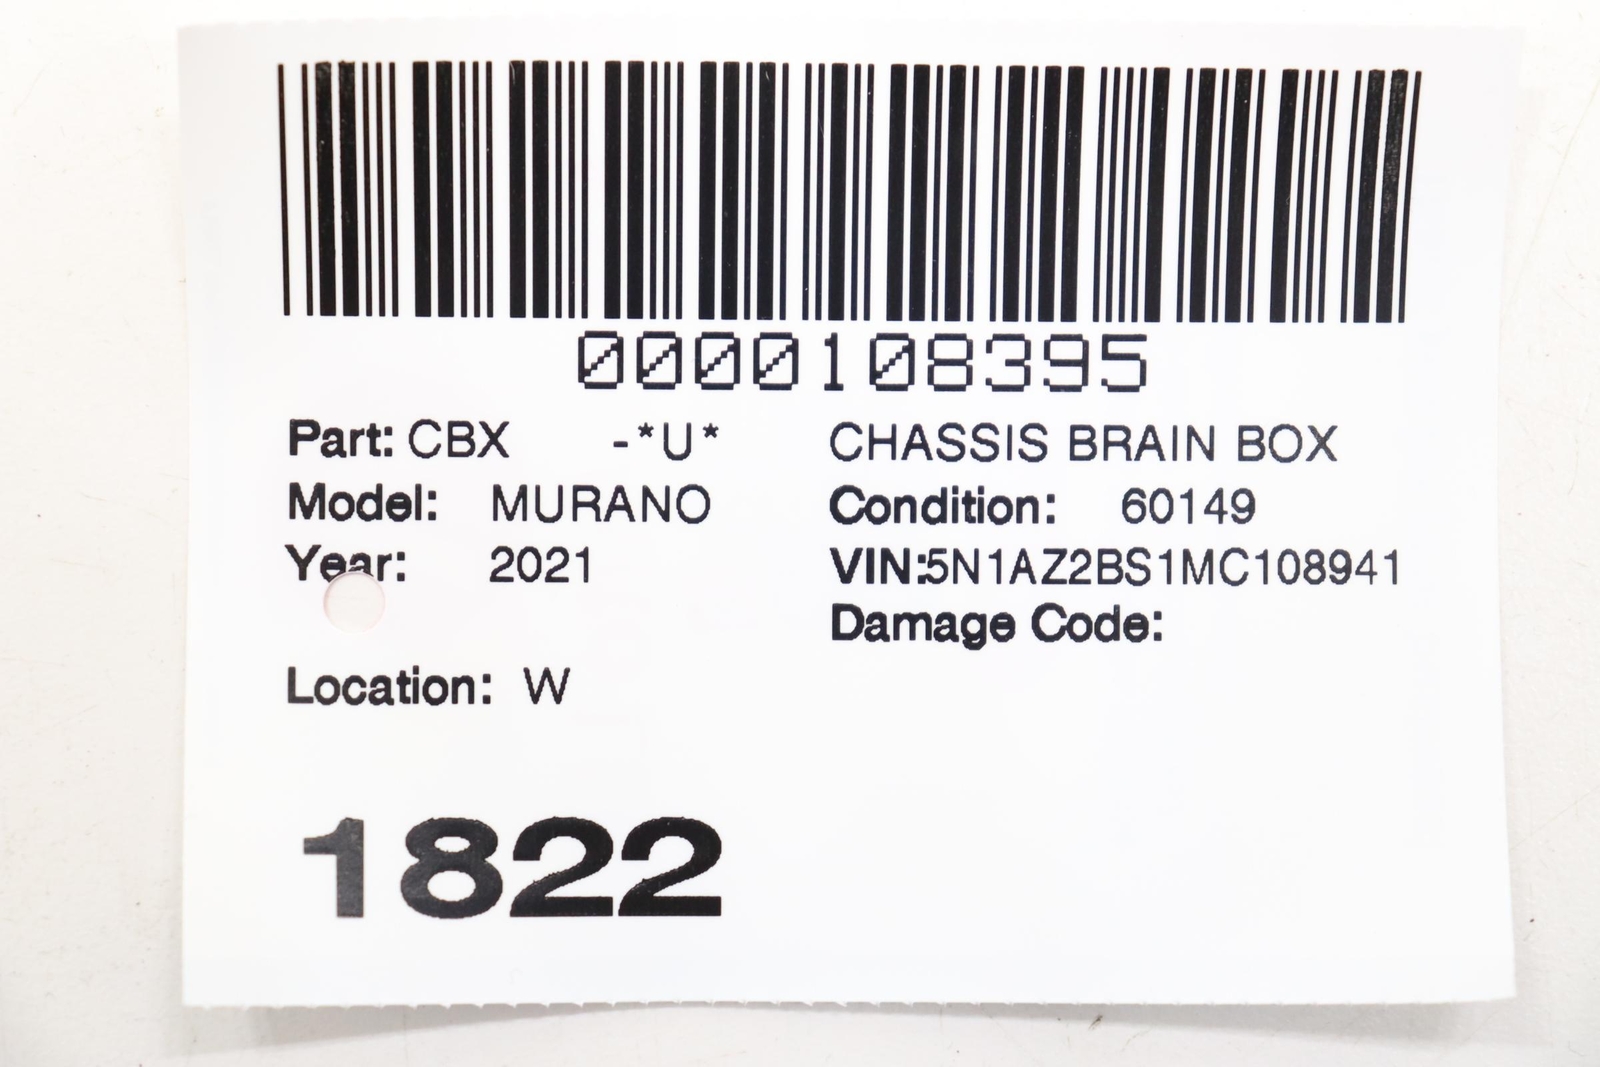 0000108395
Part: CBX -*U* CHASSIS BRAIN BOX
Model: MURANO Condition: 60149
Year: 2021 VIN:5N1AZ2BS1MC108941
Damage Code:
Location: W
1822